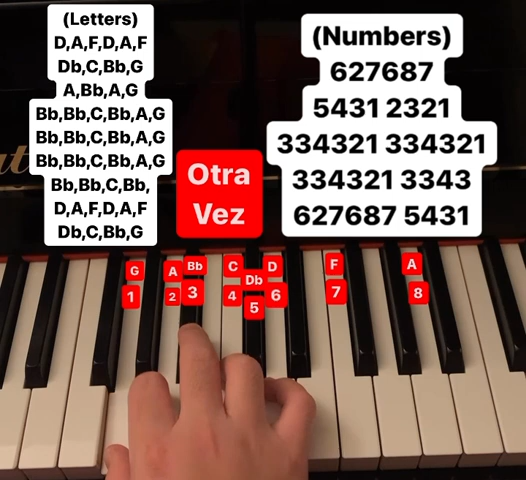 (Letters)
D,A,F,D,A,F
Db,C,Bb,G
A,Bb,A,G
Bb,Bb,C,Bb,A,G
Bb,Bb,C,Bb,A,G
Bb,Bb,C,Bb,A,G
Bb,Bb,C,Bb,
D,A,F,D,A,F
Db,C,Bb,G
Otra
Vez
(Numbers)
627687
5431 2321
334321 334321
334321 3343
627687 5431
G A Bb C Db D F A
1 2 3 4 5 6 7 8